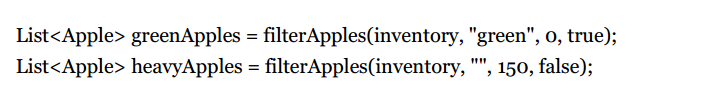 List<Apple> greenApples = filterApples(inventory, "green", 0, true);
List<Apple> heavyApples = filterApples(inventory, "", 150, false);